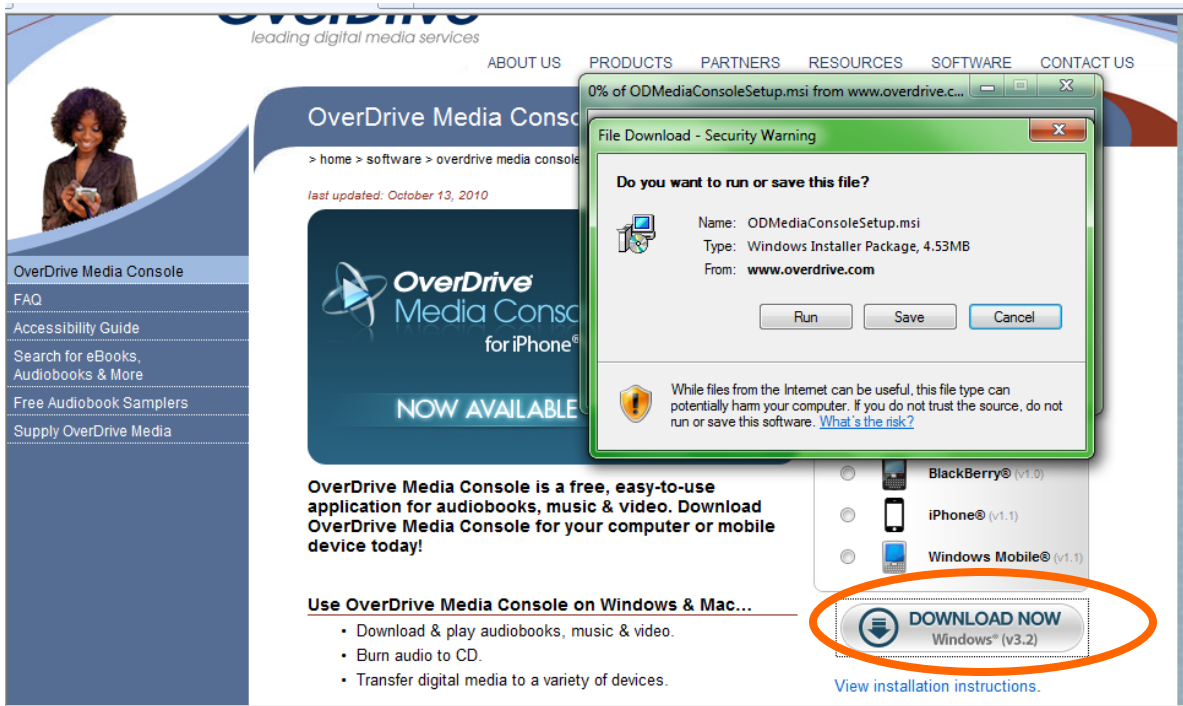 OverDrive
leading digital media services
ABOUT US PRODUCTS PARTNERS RESOURCES SOFTWARE CONTACT US
OverDrive Media Conso
> home > software > overdrive media console
last updated: October 13, 2010
OverDrive Media Console
FAQ
Accessibility Guide
Search for eBooks,
Audiobooks & More
Free Audiobook Samplers
Supply OverDrive Media
OverDrive
Media Conso
for iPhone®
NOW AVAILABLE
0% of ODMediaConsoleSetup.msi from www.overdrive.c...
File Download - Security Warning
Do you want to run or save this file?
Name: ODMediaConsoleSetup.msi
Type: Windows Installer Package, 4.53MB
From: www.overdrive.com
Run Save Cancel
While files from the Internet can be useful, this file type can
potentially harm your computer. If you do not trust the source, do not
run or save this software. What's the risk?
BlackBerry® (v1.0)
iPhone® (v1.1)
Windows Mobile® (v1.1)
OverDrive Media Console is a free, easy-to-use
application for audiobooks, music & video. Download
OverDrive Media Console for your computer or mobile
device today!
Use OverDrive Media Console on Windows & Mac...
• Download & play audiobooks, music & video.
• Burn audio to CD.
• Transfer digital media to a variety of devices.
DOWNLOAD NOW
Windows® (v3.2)
View installation instructions.